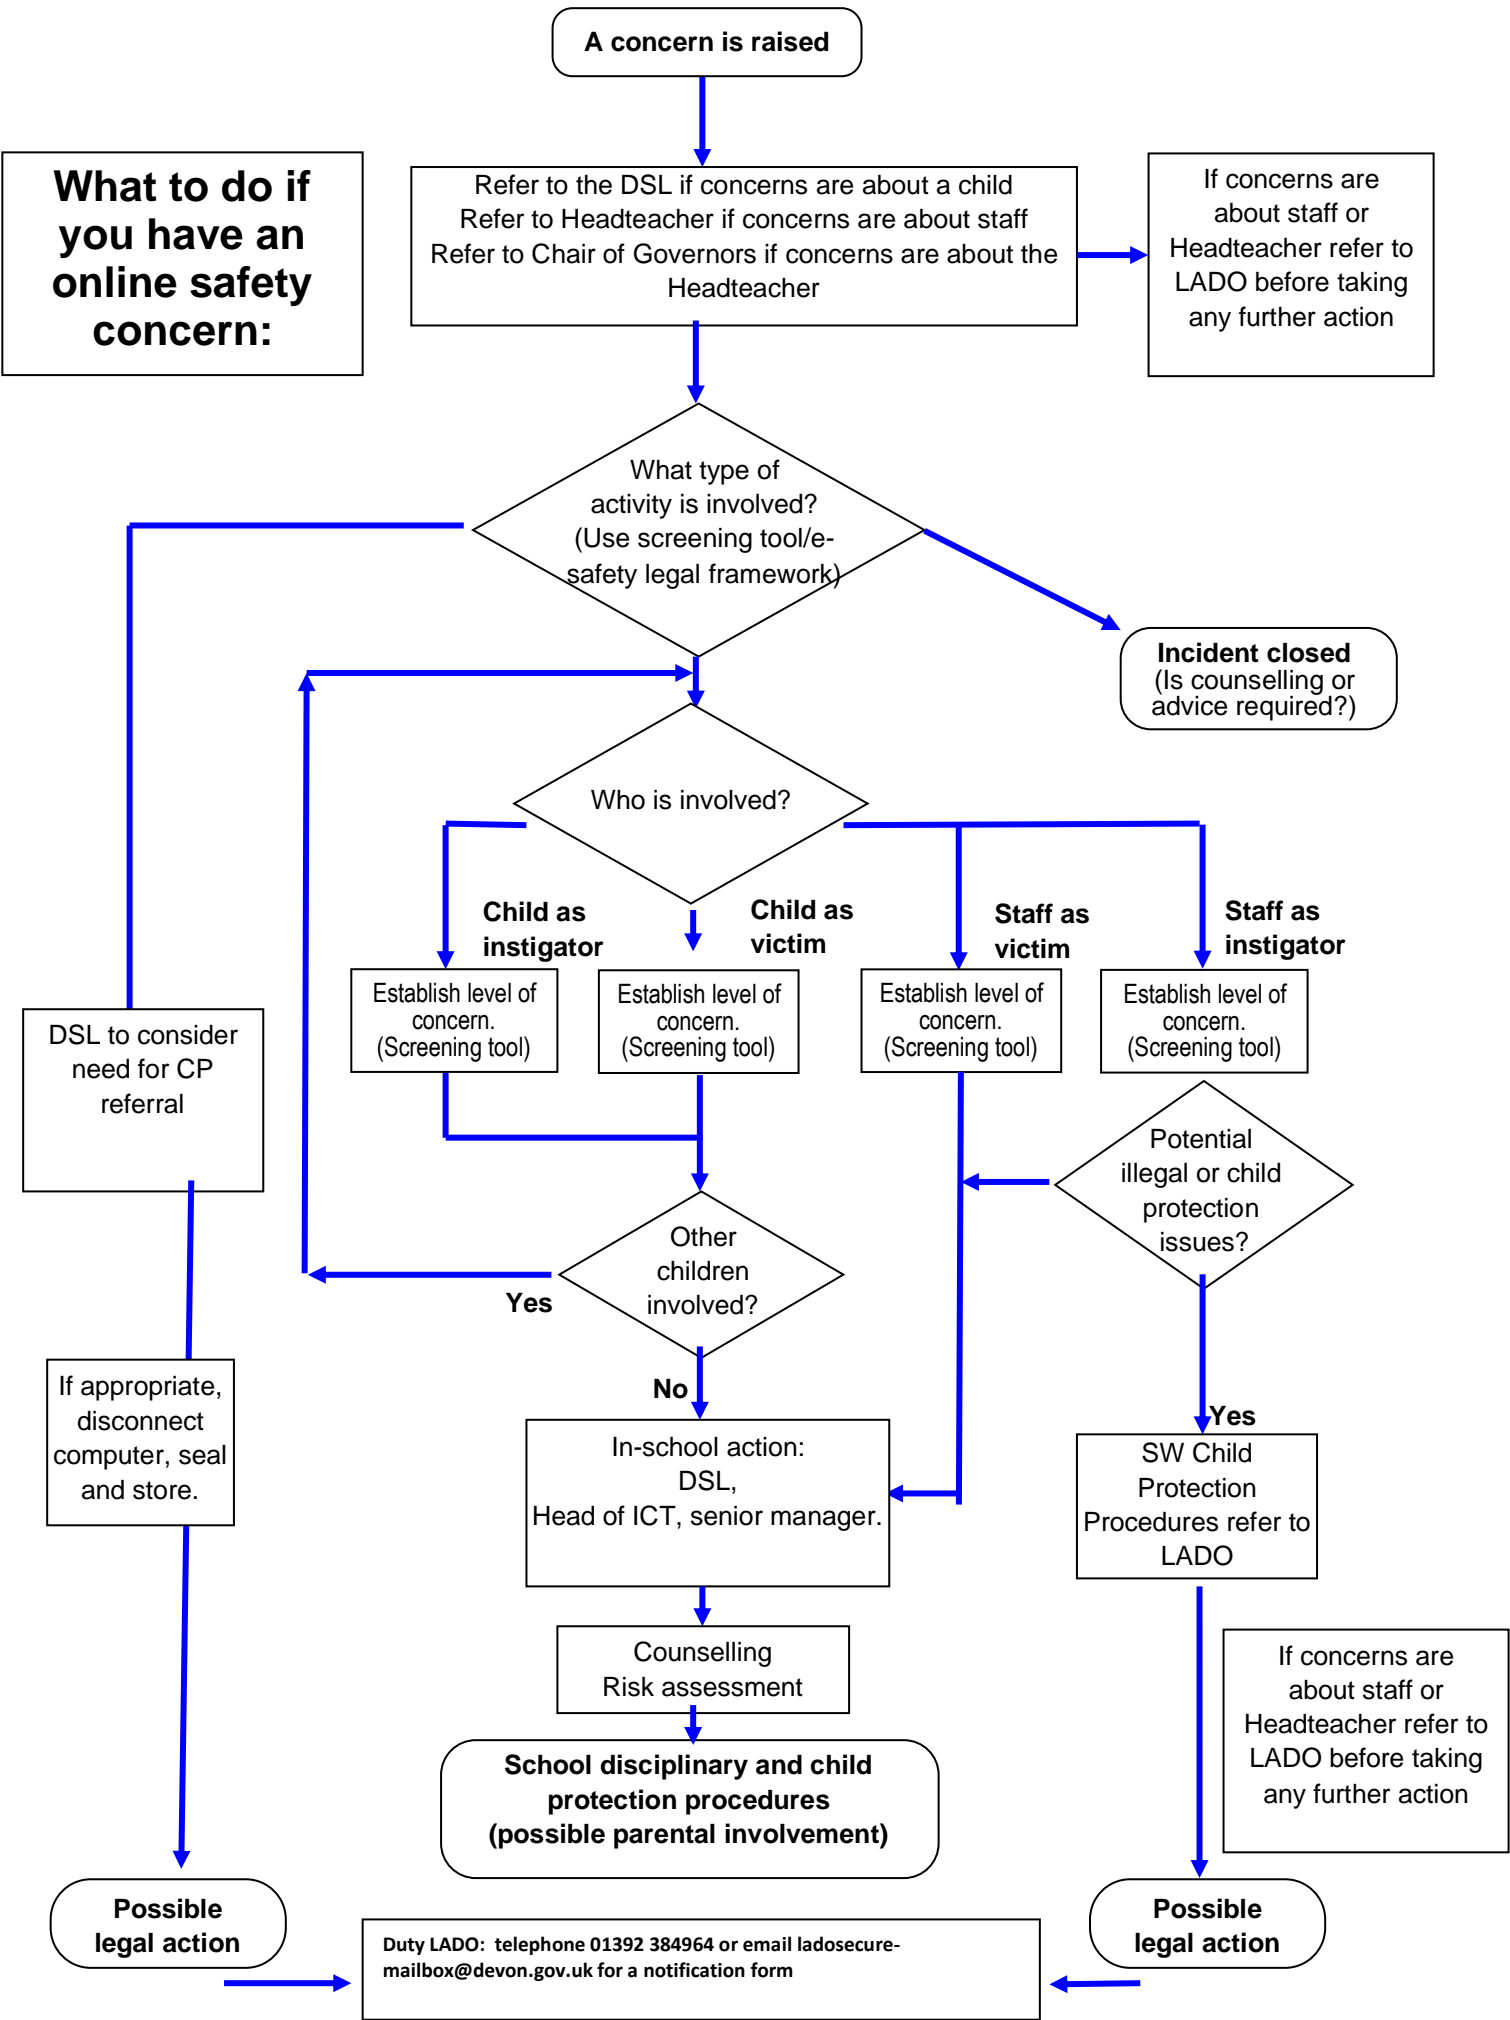 A concern is raised
What to do if
you have an
online safety
concern:
Refer to the DSL if concerns are about a child
Refer to Headteacher if concerns are about staff
Refer to Chair of Governors if concerns are about the
Headteacher
If concerns are
about staff or
Headteacher refer to
LADO before taking
any further action
What type of
activity is involved?
(Use screening tool/e-
safety legal framework)
Incident closed
(Is counselling or
advice required?)
Who is involved?
Child as
instigator
Child as
victim
Staff as
victim
Staff as
instigator
Establish level of
concern.
(Screening tool)
Establish level of
concern.
(Screening tool)
Establish level of
concern.
(Screening tool)
Establish level of
concern.
(Screening tool)
DSL to consider
need for CP
referral
Potential
illegal or child
protection
issues?
Other
children
involved?
Yes
No
If appropriate,
disconnect
computer, seal
and store.
In-school action:
DSL,
Head of ICT, senior manager.
Yes
SW Child
Protection
Procedures refer to
LADO
Counselling
Risk assessment
If concerns are
about staff or
Headteacher refer to
LADO before taking
any further action
School disciplinary and child
protection procedures
(possible parental involvement)
Possible
legal action
Possible
legal action
Duty LADO:  telephone 01392 384964 or email ladosecure-
mailbox@devon.gov.uk for a notification form